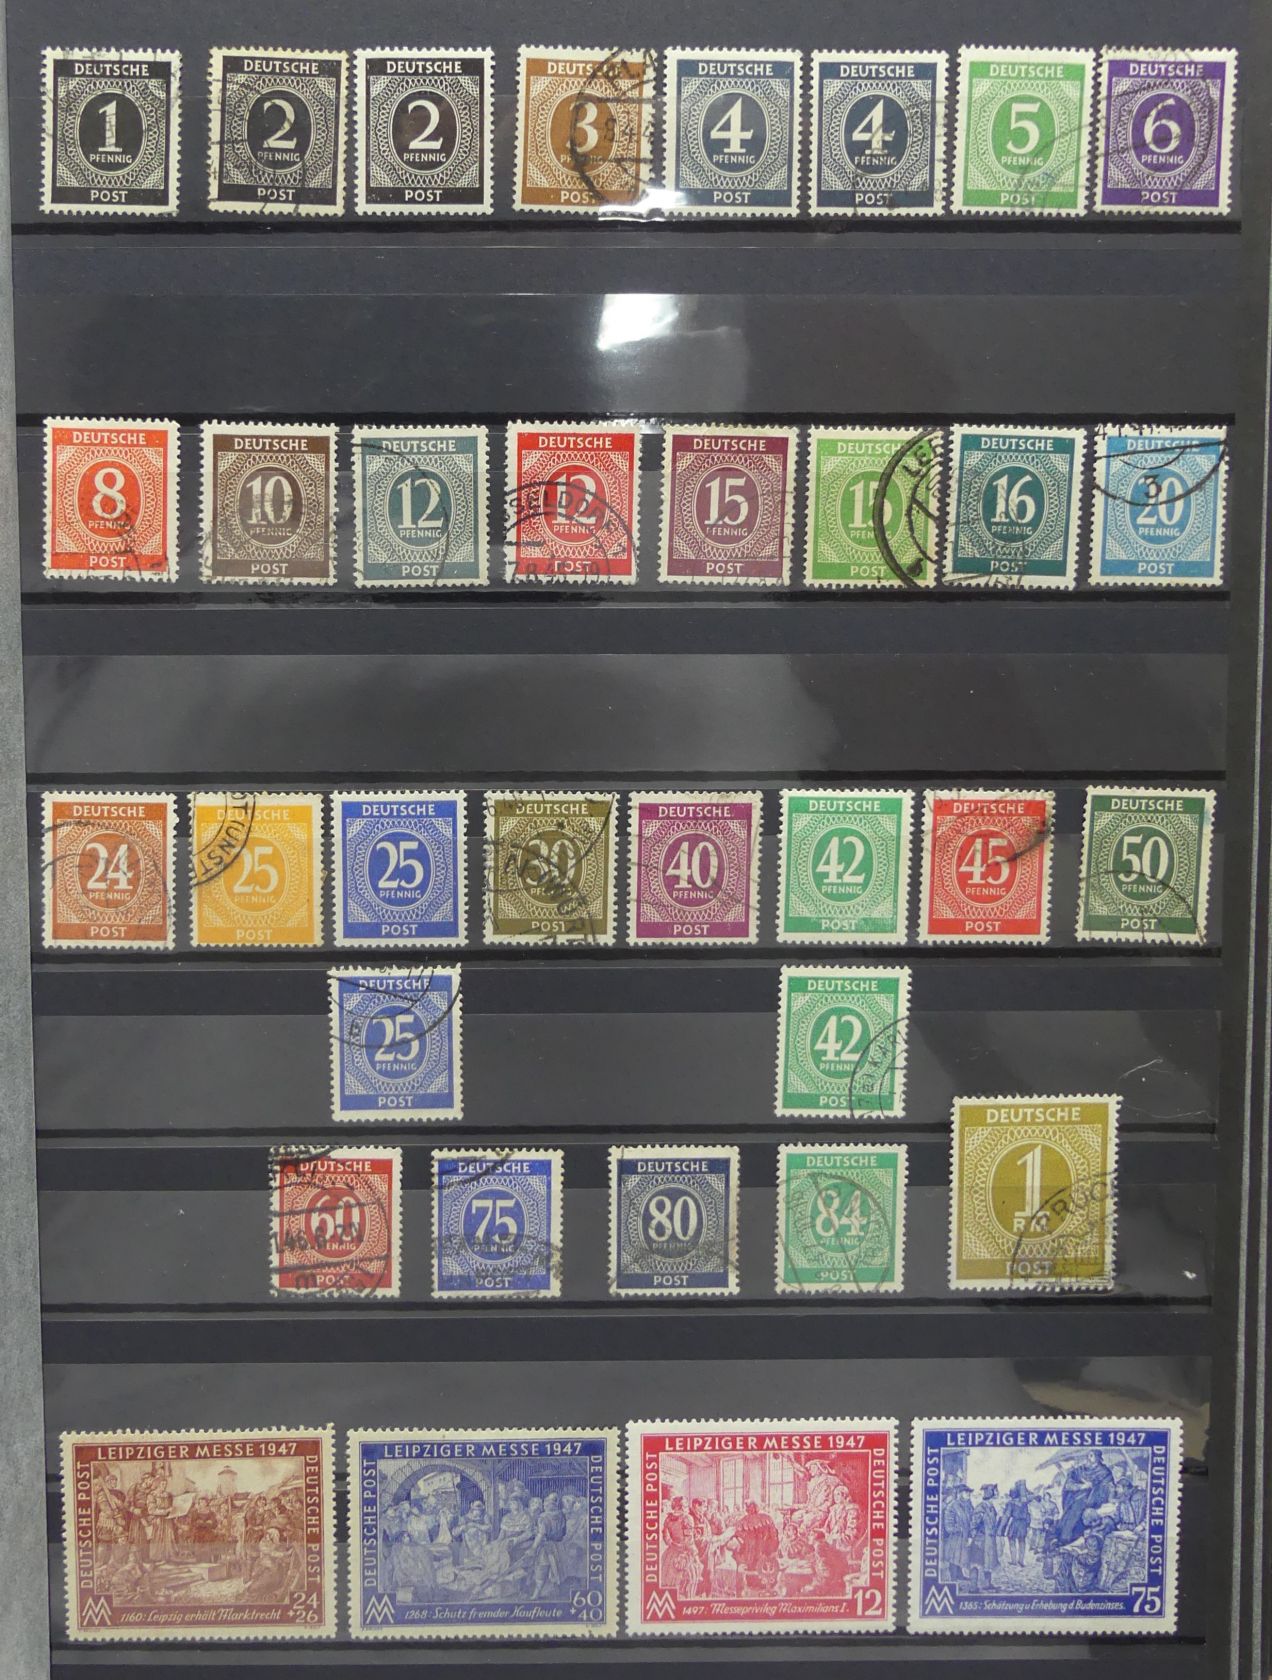 DEUTSCHE
1
PFENNIG
POST
DEUTSCHE
2
PFENNIG
POST
DEUTSCHE
2
PFENNIG
POST
DEUTSCHE
3
PFENNIG
POST
DEUTSCHE
4
PFENNIG
POST
DEUTSCHE
4
PFENNIG
POST
DEUTSCHE
5
PFENNIG
POST
DEUTSCHE
6
PFENNIG
POST
DEUTSCHE
8
PFENNIG
POST
DEUTSCHE
10
PFENNIG
POST
DEUTSCHE
12
PFENNIG
POST
DEUTSCHE
12
PFENNIG
POST
DEUTSCHE
15
PFENNIG
POST
DEUTSCHE
15
PFENNIG
POST
DEUTSCHE
16
PFENNIG
POST
DEUTSCHE
3
20
PFENNIG
POST
DEUTSCHE
24
PFENNIG
POST
DEUTSCHE
25
PFENNIG
POST
DEUTSCHE
25
PFENNIG
POST
DEUTSCHE
30
PFENNIG
POST
DEUTSCHE
40
PFENNIG
POST
DEUTSCHE
42
PFENNIG
POST
DEUTSCHE
45
PFENNIG
POST
DEUTSCHE
50
PFENNIG
POST
DEUTSCHE
25
PFENNIG
POST
DEUTSCHE
42
PFENNIG
POST
DEUTSCHE
60
PFENNIG
POST
DEUTSCHE
75
PFENNIG
POST
DEUTSCHE
80
PFENNIG
POST
DEUTSCHE
84
PFENNIG
POST
DEUTSCHE
1
RM
POST
LEIPZIGER MESSE 1947
DEUTSCHE POST
DEUTSCHE POST
24
+26
1160: Leipzig erhält Marktrecht
LEIPZIGER MESSE 1947
DEUTSCHE POST
DEUTSCHE POST
60
+40
1268: Schutz fremder Kaufleute
LEIPZIGER MESSE 1947
DEUTSCHE POST
DEUTSCHE POST
1497: Messeprivileg Maximilians I. 12
LEIPZIGER MESSE 1947
DEUTSCHE POST
DEUTSCHE POST
1365: Schätzung u Erhebung d. Budenzinses. 75